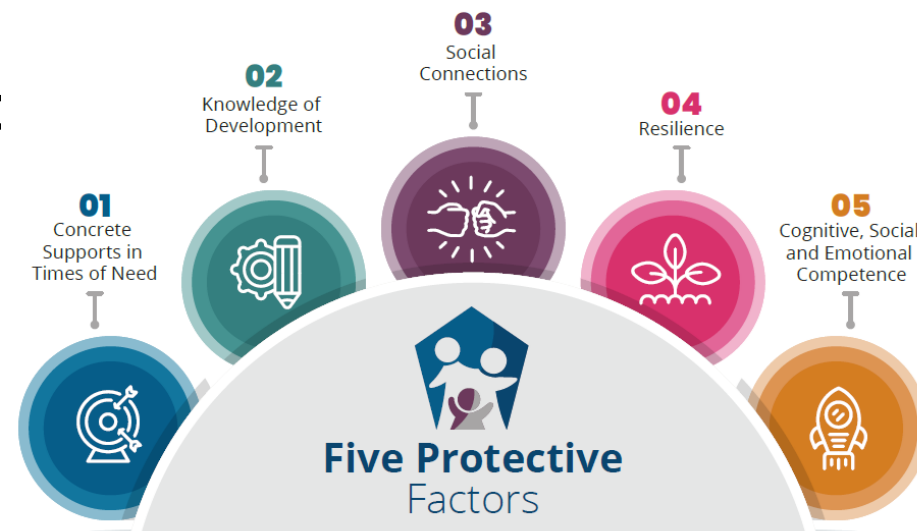 01
Concrete
Supports in
Times of Need
02
Knowledge of
Development
03
Social
Connections
04
Resilience
05
Cognitive, Social
and Emotional
Competence
Five Protective
Factors